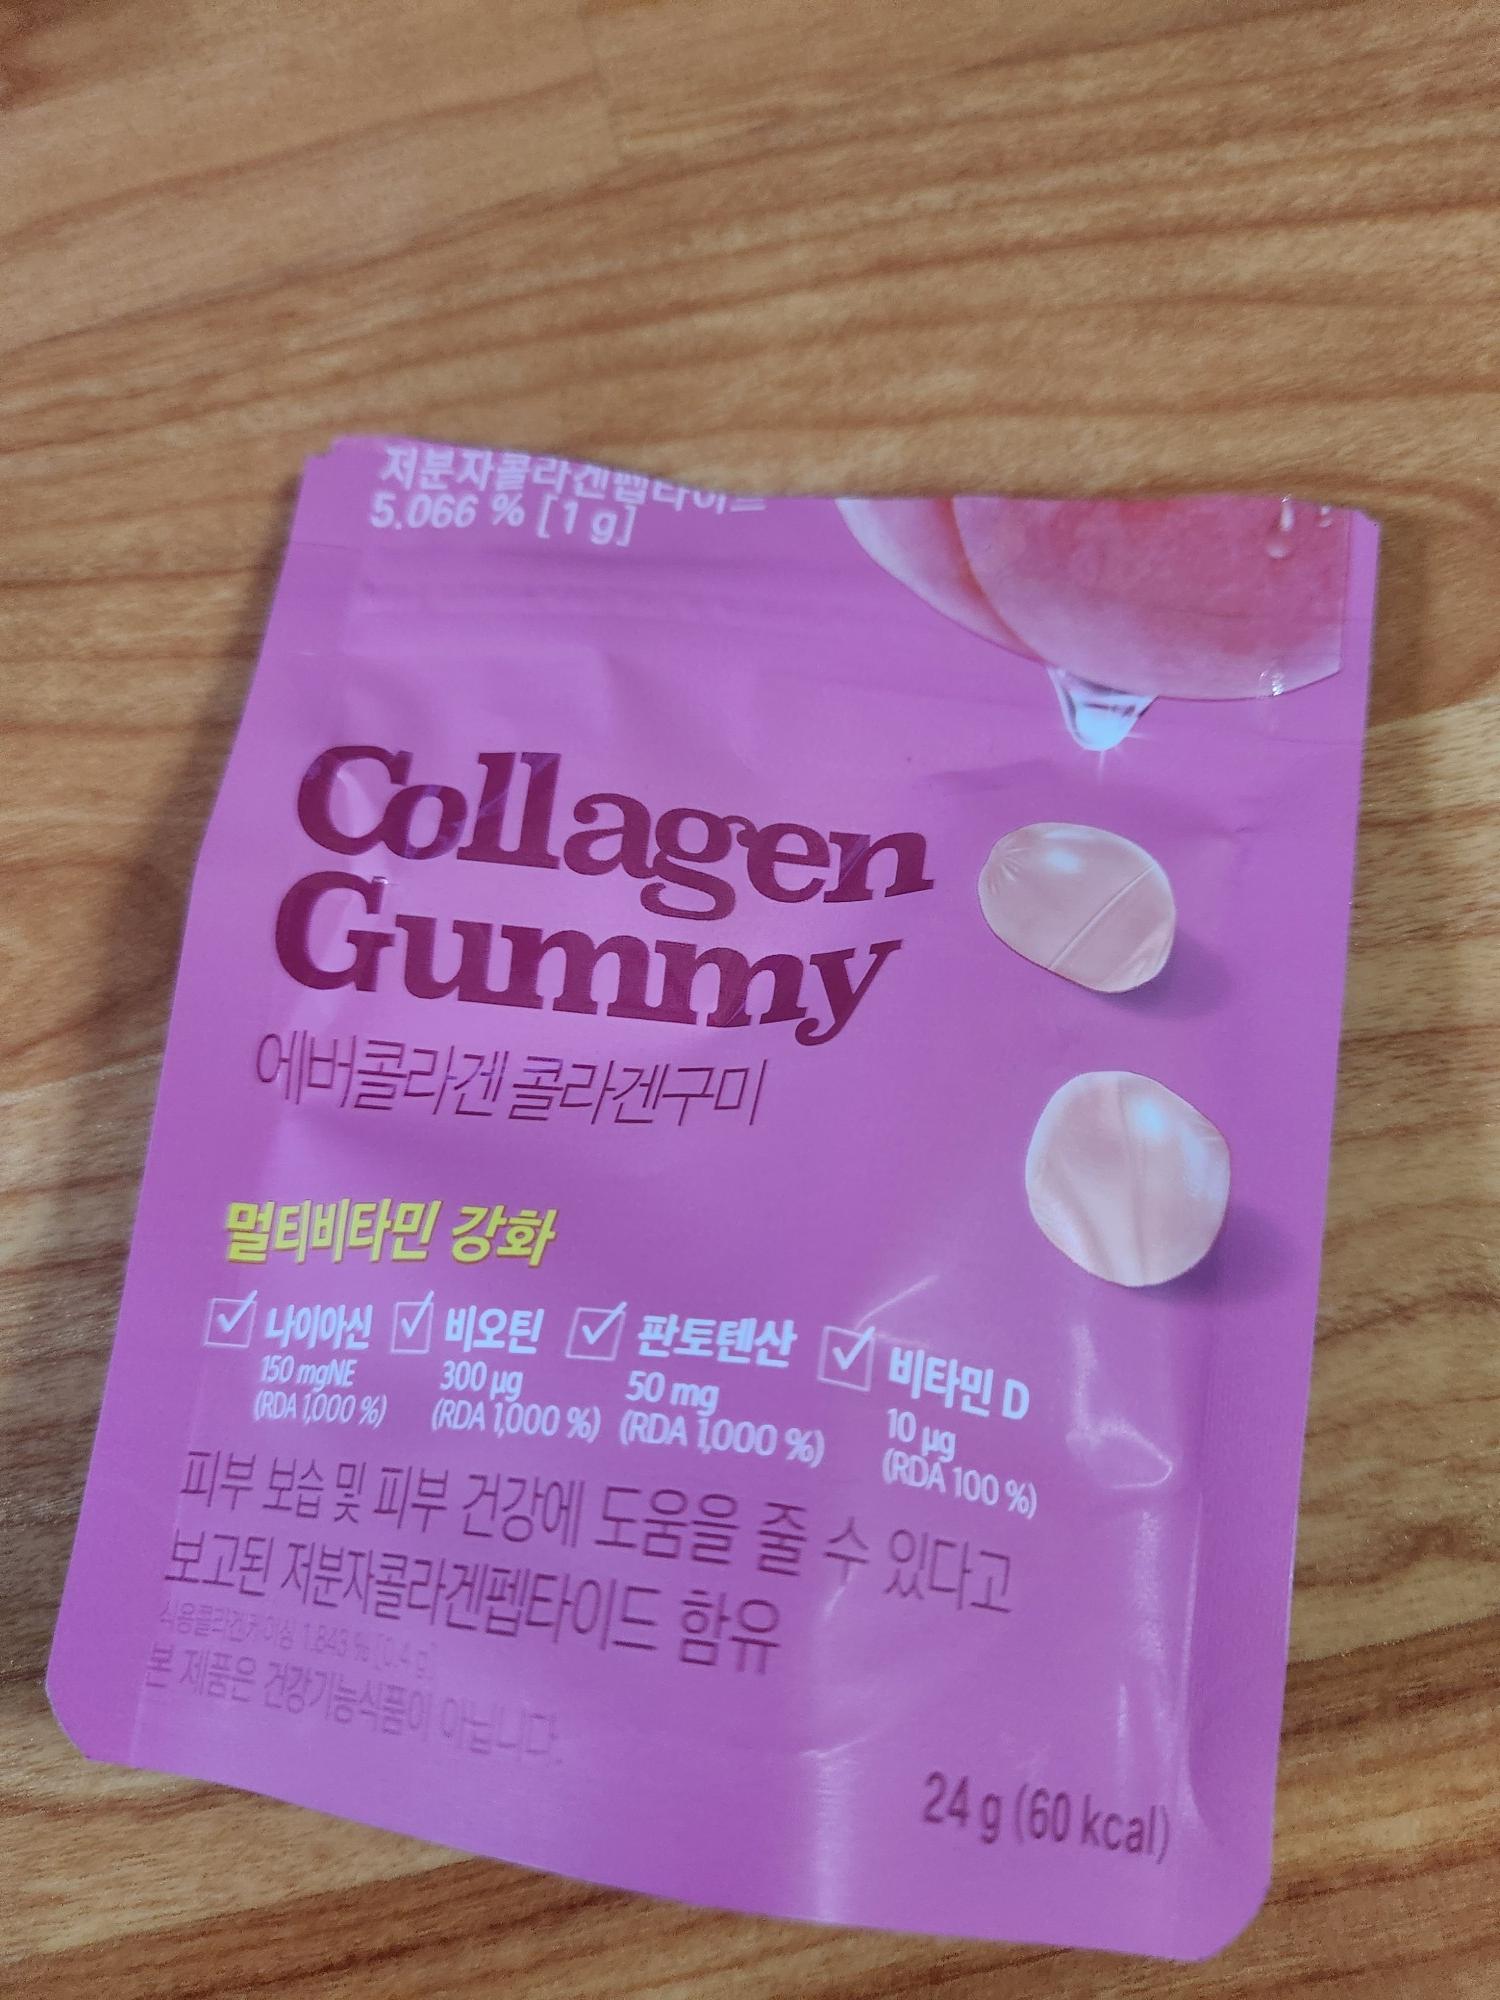 저분자콜라겐펩타이드
5.066 % [1 g]
Collagen
Gummy
에버콜라겐 콜라겐구미
멀티비타민 강화
나이아신 비오틴 판토텐산 비타민 D
150 mgNE 300 µg 50 mg 10 µg
(RDA 1,000 %) (RDA 1,000 %) (RDA 1,000 %) (RDA 100 %)
피부 보습 및 피부 건강에 도움을 줄 수 있다고
보고된 저분자콜라겐펩타이드 함유
1.843 % [0.4 g]
본 제품은 건강기능식품이 아닙니다.
24 g (60 kcal)